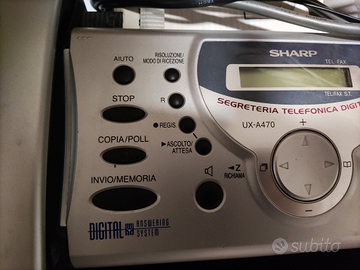 SHARP
TEL FAX
TEL/FAX S.T.
SEGRETERIA TELEFONICA DIGI
UX-A470
RISOLUZIONE/
MODO DI RICEZIONE
AIUTO
STOP
R
REGIS.
COPIA/POLL
ASCOLTO/
ATTESA
INVIO/MEMORIA
Z
RICHIAMA
+
-
DIGITAL
ANSWERING
SYSTEM
subito